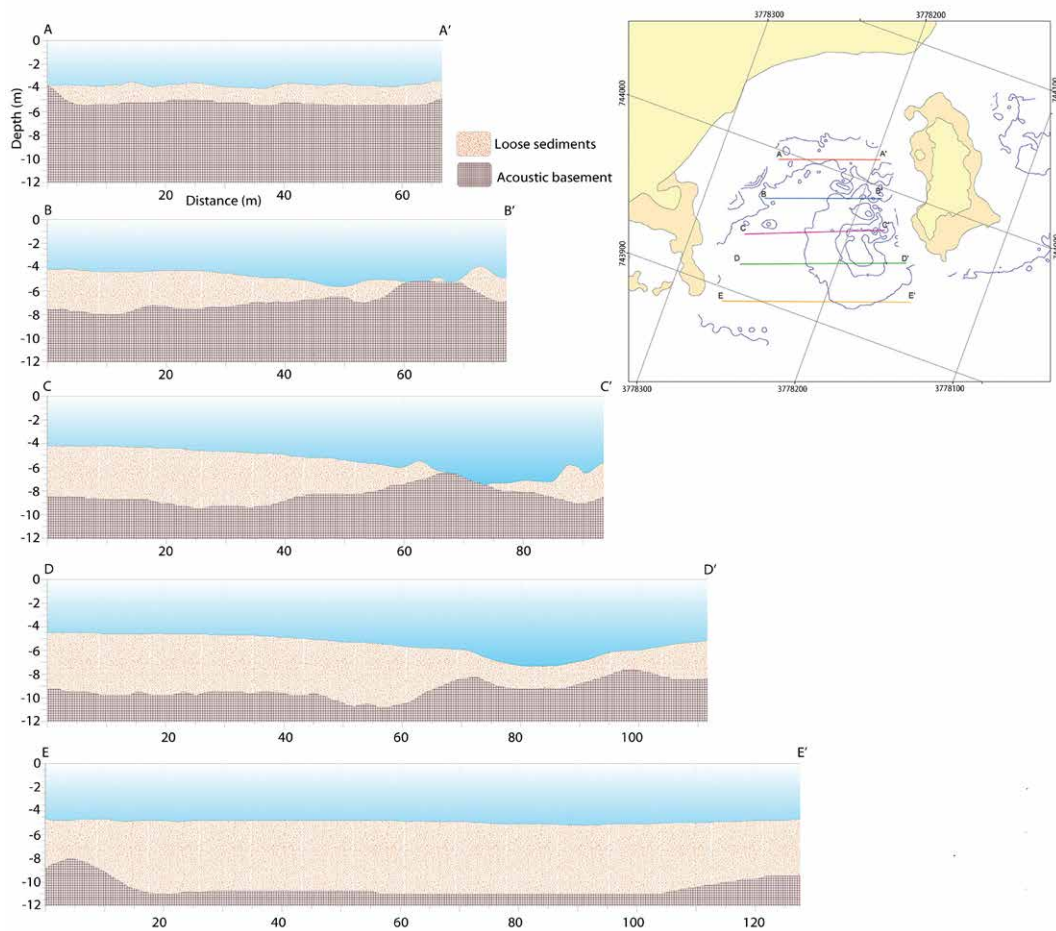 A A′
0
-2
-4
-6
-8
-10
-12
Depth (m)
20 40 60
Distance (m)
Loose sediments
Acoustic basement
B B′
0
-2
-4
-6
-8
-10
-12
20 40 60
C C′
0
-2
-4
-6
-8
-10
-12
20 40 60 80
D D′
0
-2
-4
-6
-8
-10
-12
20 40 60 80 100
E E′
0
-2
-4
-6
-8
-10
-12
20 40 60 80 100 120
3778300 3778200
744000 744100
A A′
B B′
C C′
D D′
743900
E E′
3778300 3778200 3778100